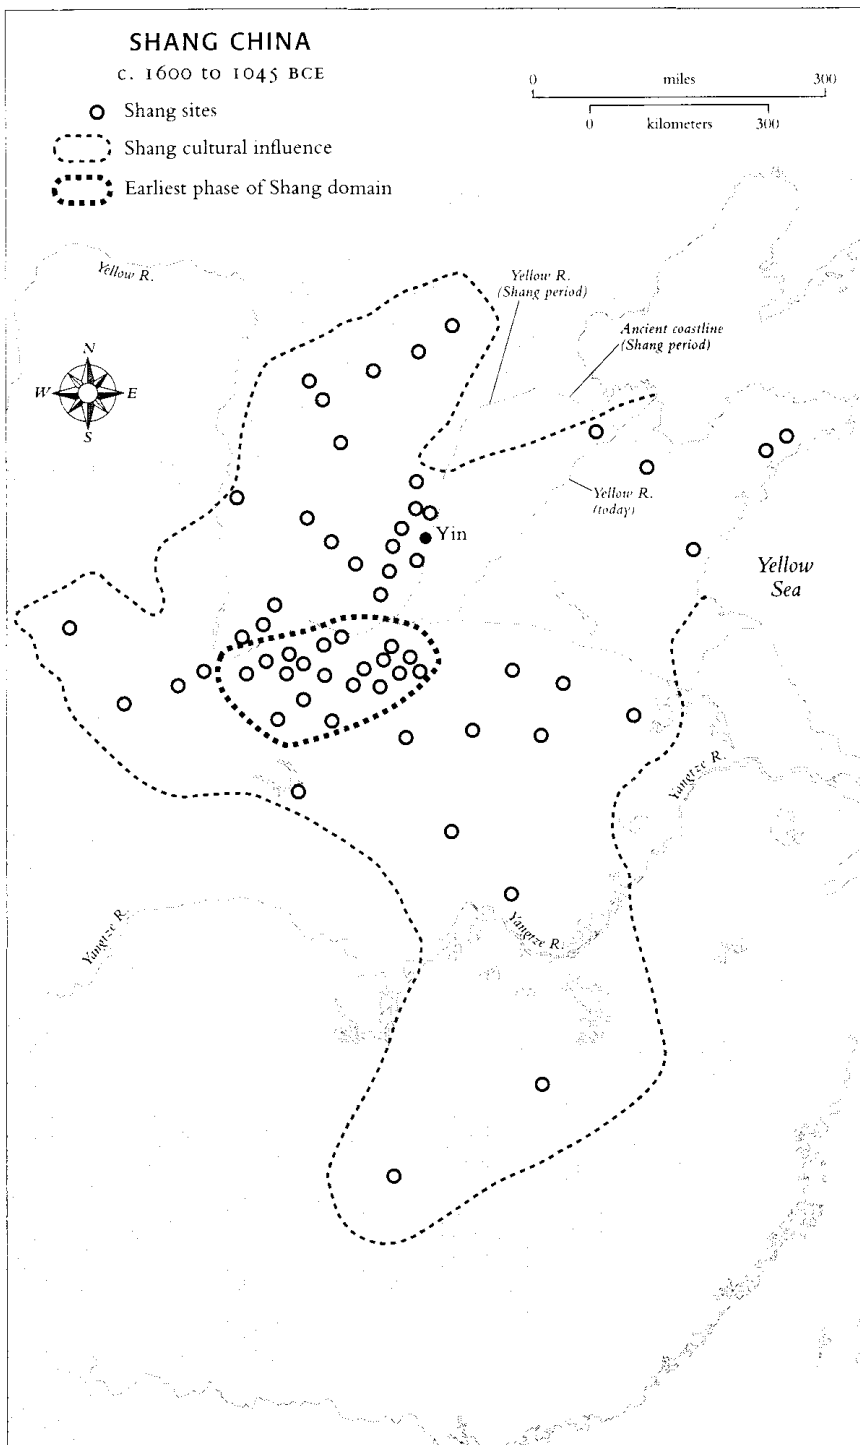 SHANG CHINA
c. 1600 to 1045 BCE
Shang sites
Shang cultural influence
Earliest phase of Shang domain
0 miles 300
0 kilometers 300
Yellow R.
Yellow R.
(Shang period)
Ancient coastline
(Shang period)
N
W E
S
Yellow R.
(today)
Yin
Yellow
Sea
Yangtze R.
Yangtze R.
Yangtze R.